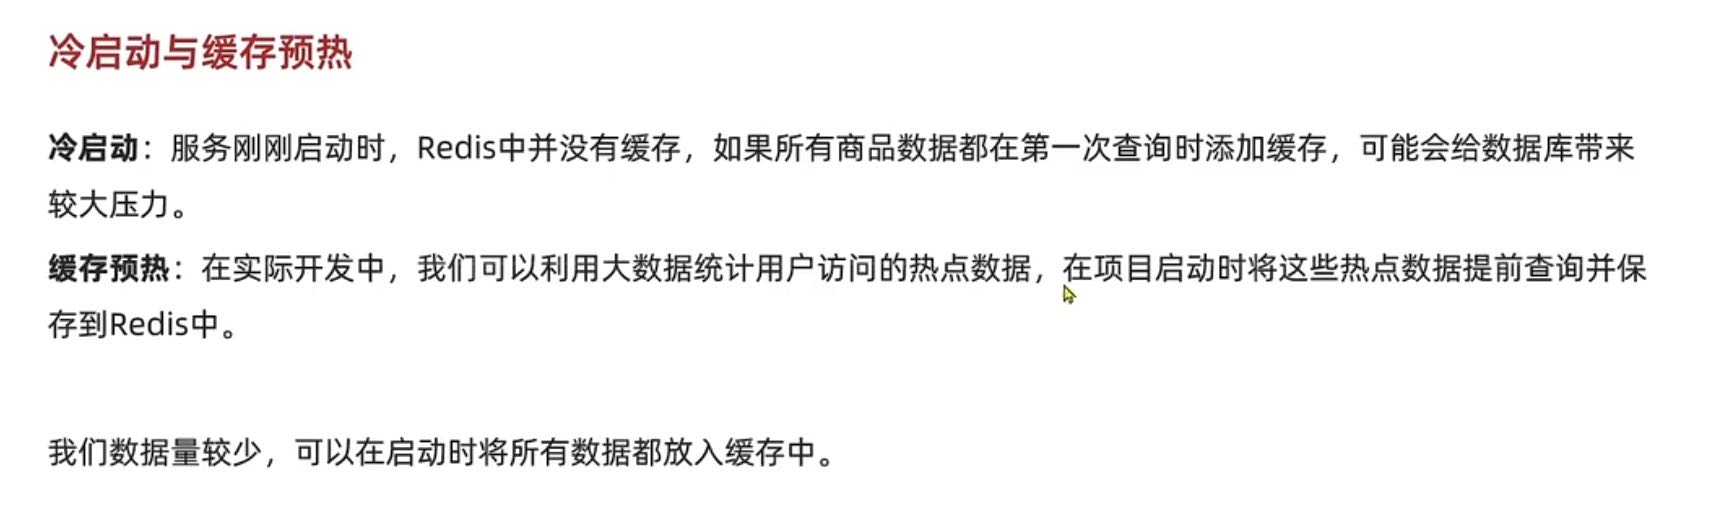 冷启动与缓存预热
冷启动：服务刚刚启动时，Redis中并没有缓存，如果所有商品数据都在第一次查询时添加缓存，可能会给数据库带来
较大压力。
缓存预热：在实际开发中，我们可以利用大数据统计用户访问的热点数据，在项目启动时将这些热点数据提前查询并保
存到Redis中。
我们数据量较少，可以在启动时将所有数据都放入缓存中。